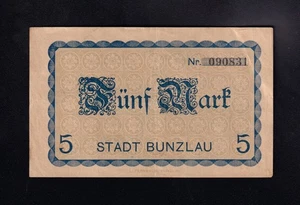 Nr. 090831
Fünf Mark
5 STADT BUNZLAU 5